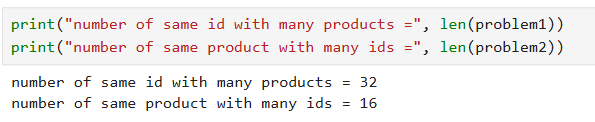 print("number of same id with many products =", len(problem1))
print("number of same product with many ids =", len(problem2))
number of same id with many products = 32
number of same product with many ids = 16